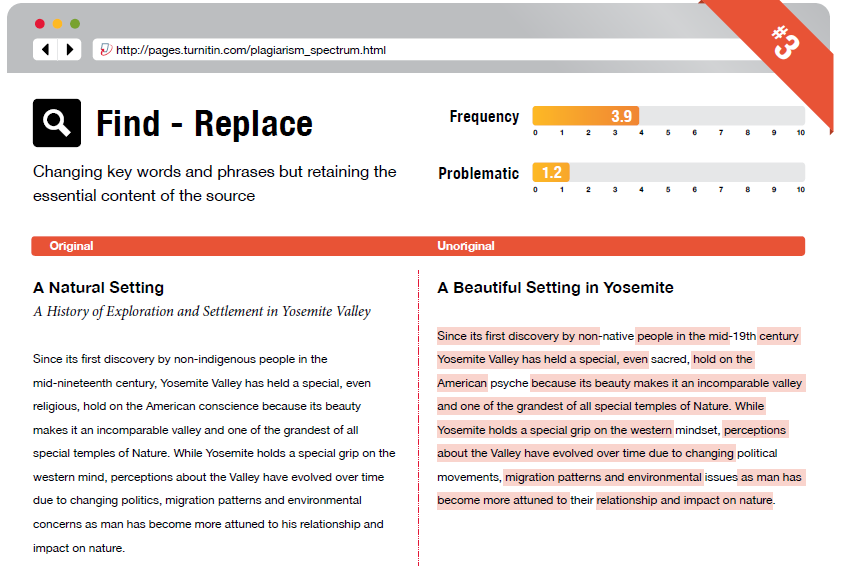 http://pages.turnitin.com/plagiarism_spectrum.html
#3
Find - Replace
Changing key words and phrases but retaining the
essential content of the source
Frequency
3.9
0 1 2 3 4 5 6 7 8 9 10
Problematic
1.2
0 1 2 3 4 5 6 7 8 9 10
Original
Unoriginal
A Natural Setting
A History of Exploration and Settlement in Yosemite Valley
Since its first discovery by non-indigenous people in the
mid-nineteenth century, Yosemite Valley has held a special, even
religious, hold on the American conscience because its beauty
makes it an incomparable valley and one of the grandest of all
special temples of Nature. While Yosemite holds a special grip on the
western mind, perceptions about the Valley have evolved over time
due to changing politics, migration patterns and environmental
concerns as man has become more attuned to his relationship and
impact on nature.
A Beautiful Setting in Yosemite
Since its first discovery by non-native people in the mid-19th century
Yosemite Valley has held a special, even sacred, hold on the
American psyche because its beauty makes it an incomparable valley
and one of the grandest of all special temples of Nature. While
Yosemite holds a special grip on the western mindset, perceptions
about the Valley have evolved over time due to changing political
movements, migration patterns and environmental issues as man has
become more attuned to their relationship and impact on nature.